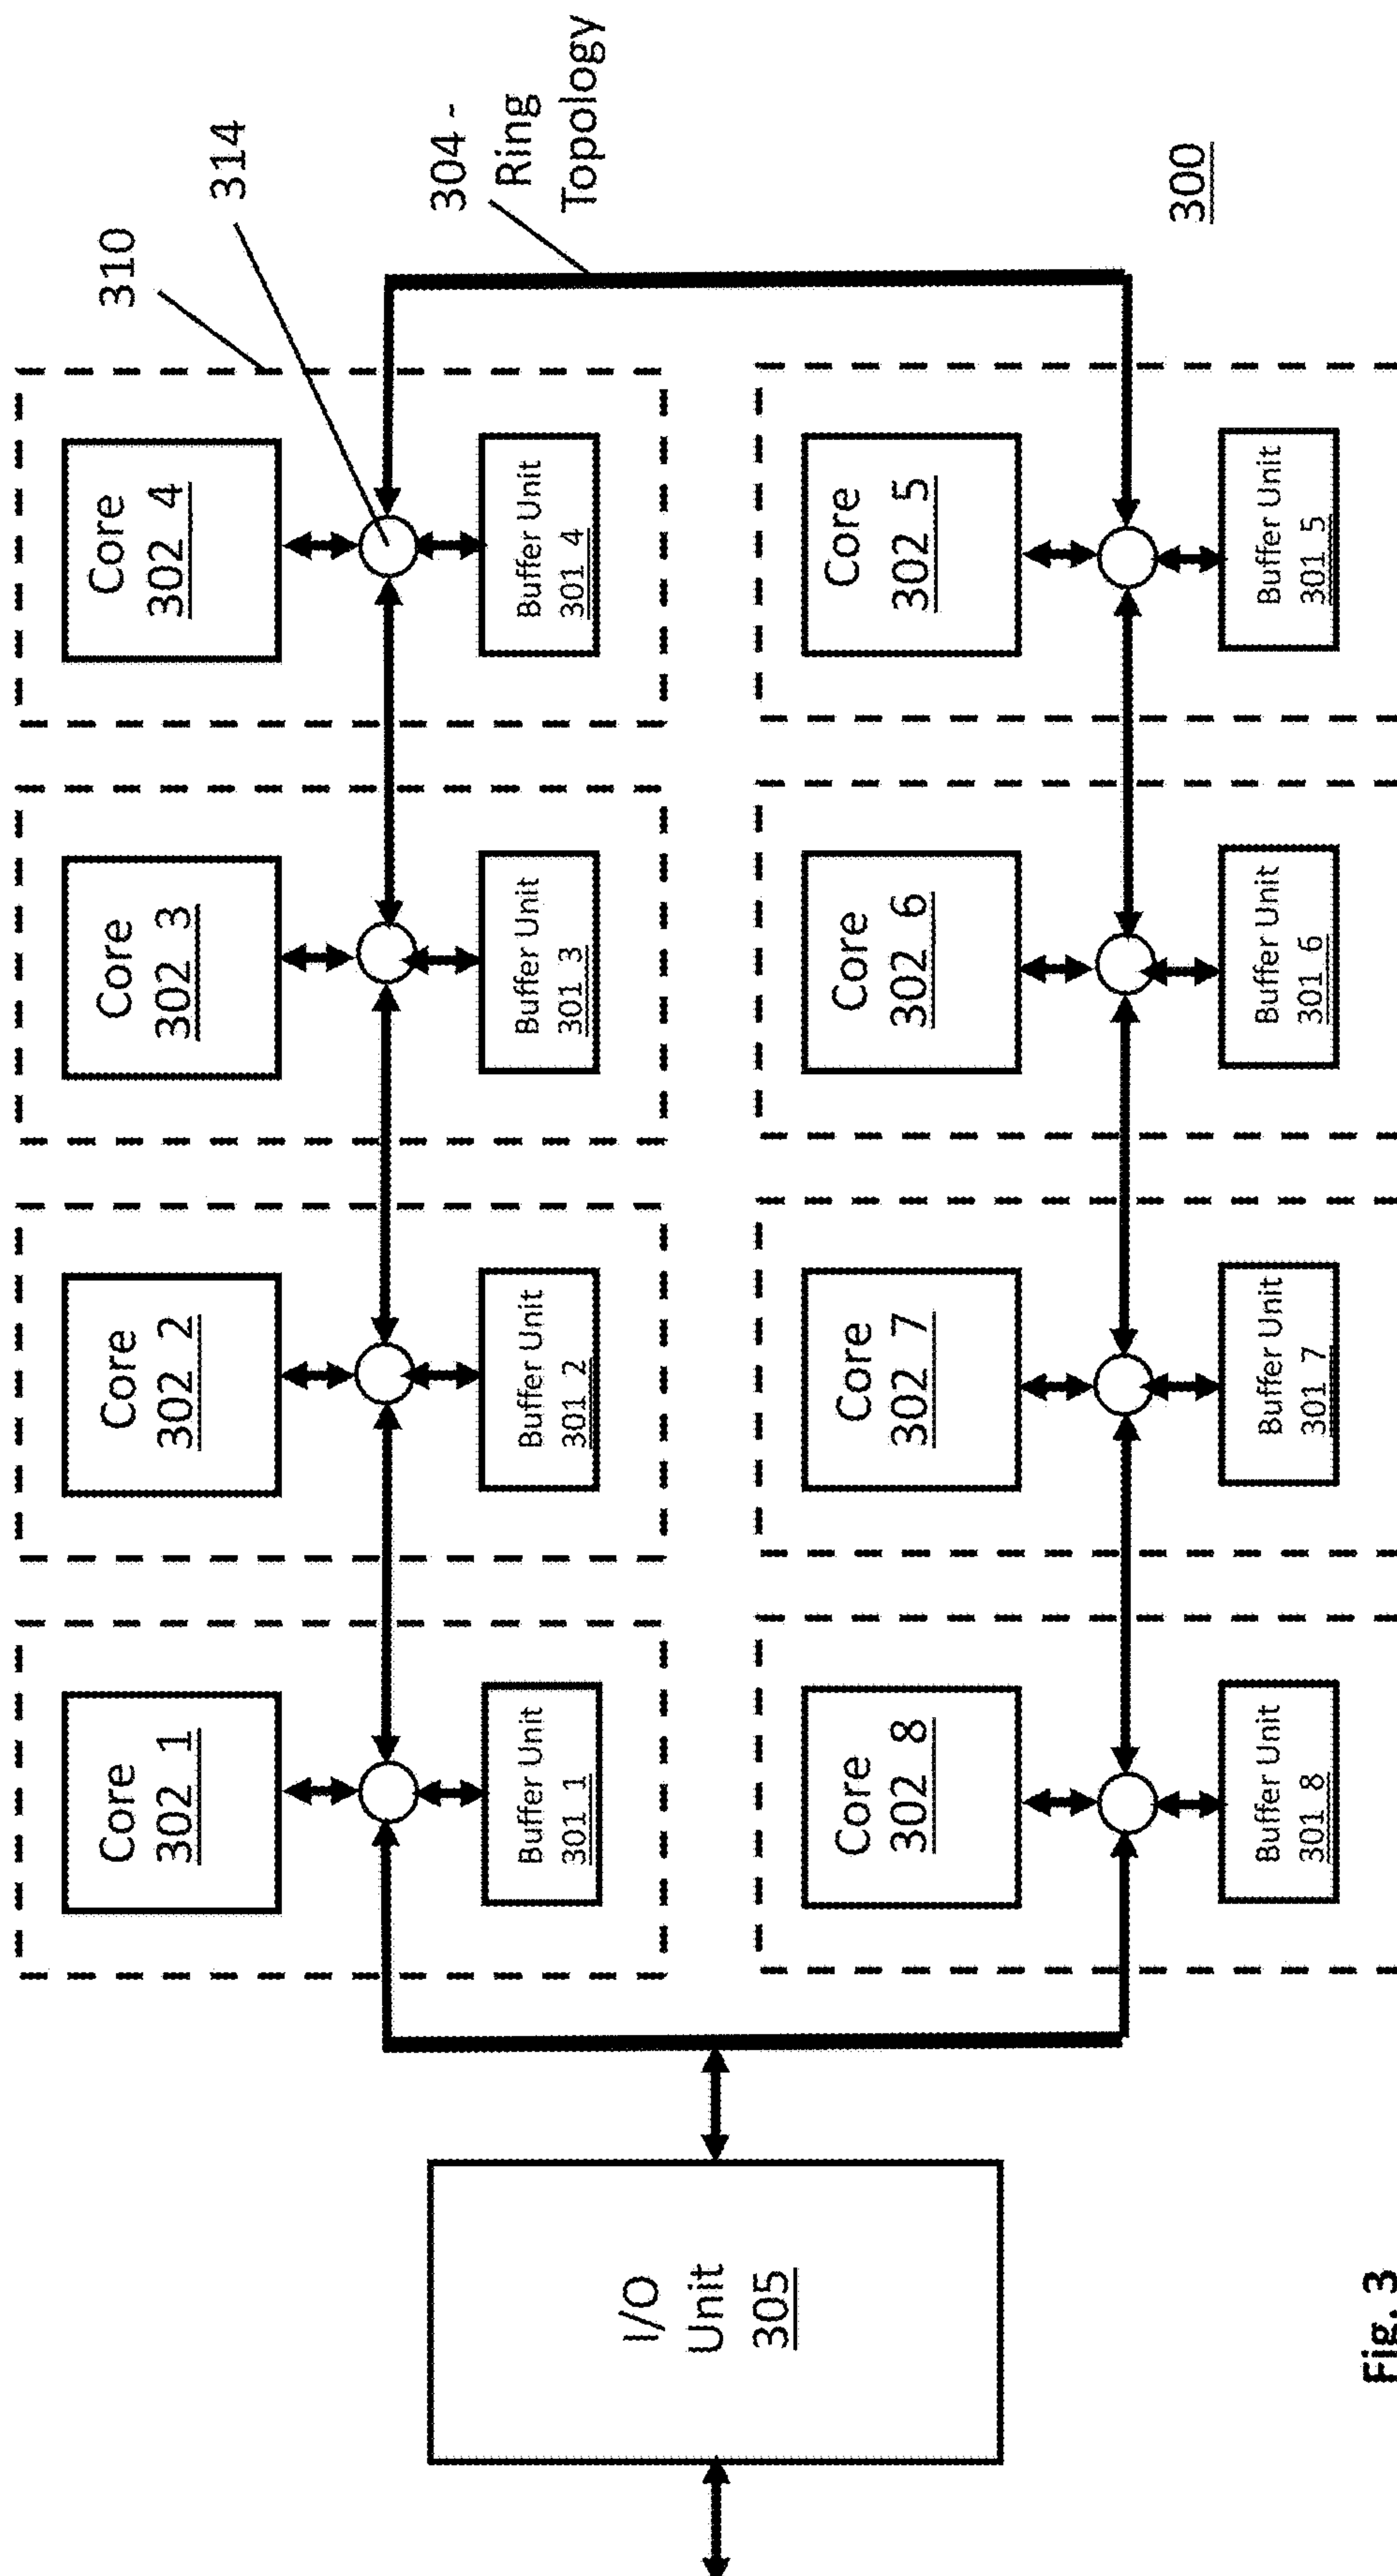 310
314
304 -
Ring
Topology
300
Core
302_1
Core
302_2
Core
302_3
Core
302_4
Buffer Unit
301_1
Buffer Unit
301_2
Buffer Unit
301_3
Buffer Unit
301_4
I/O
Unit
305
Core
302_8
Core
302_7
Core
302_6
Core
302_5
Buffer Unit
301_8
Buffer Unit
301_7
Buffer Unit
301_6
Buffer Unit
301_5
Fig. 3